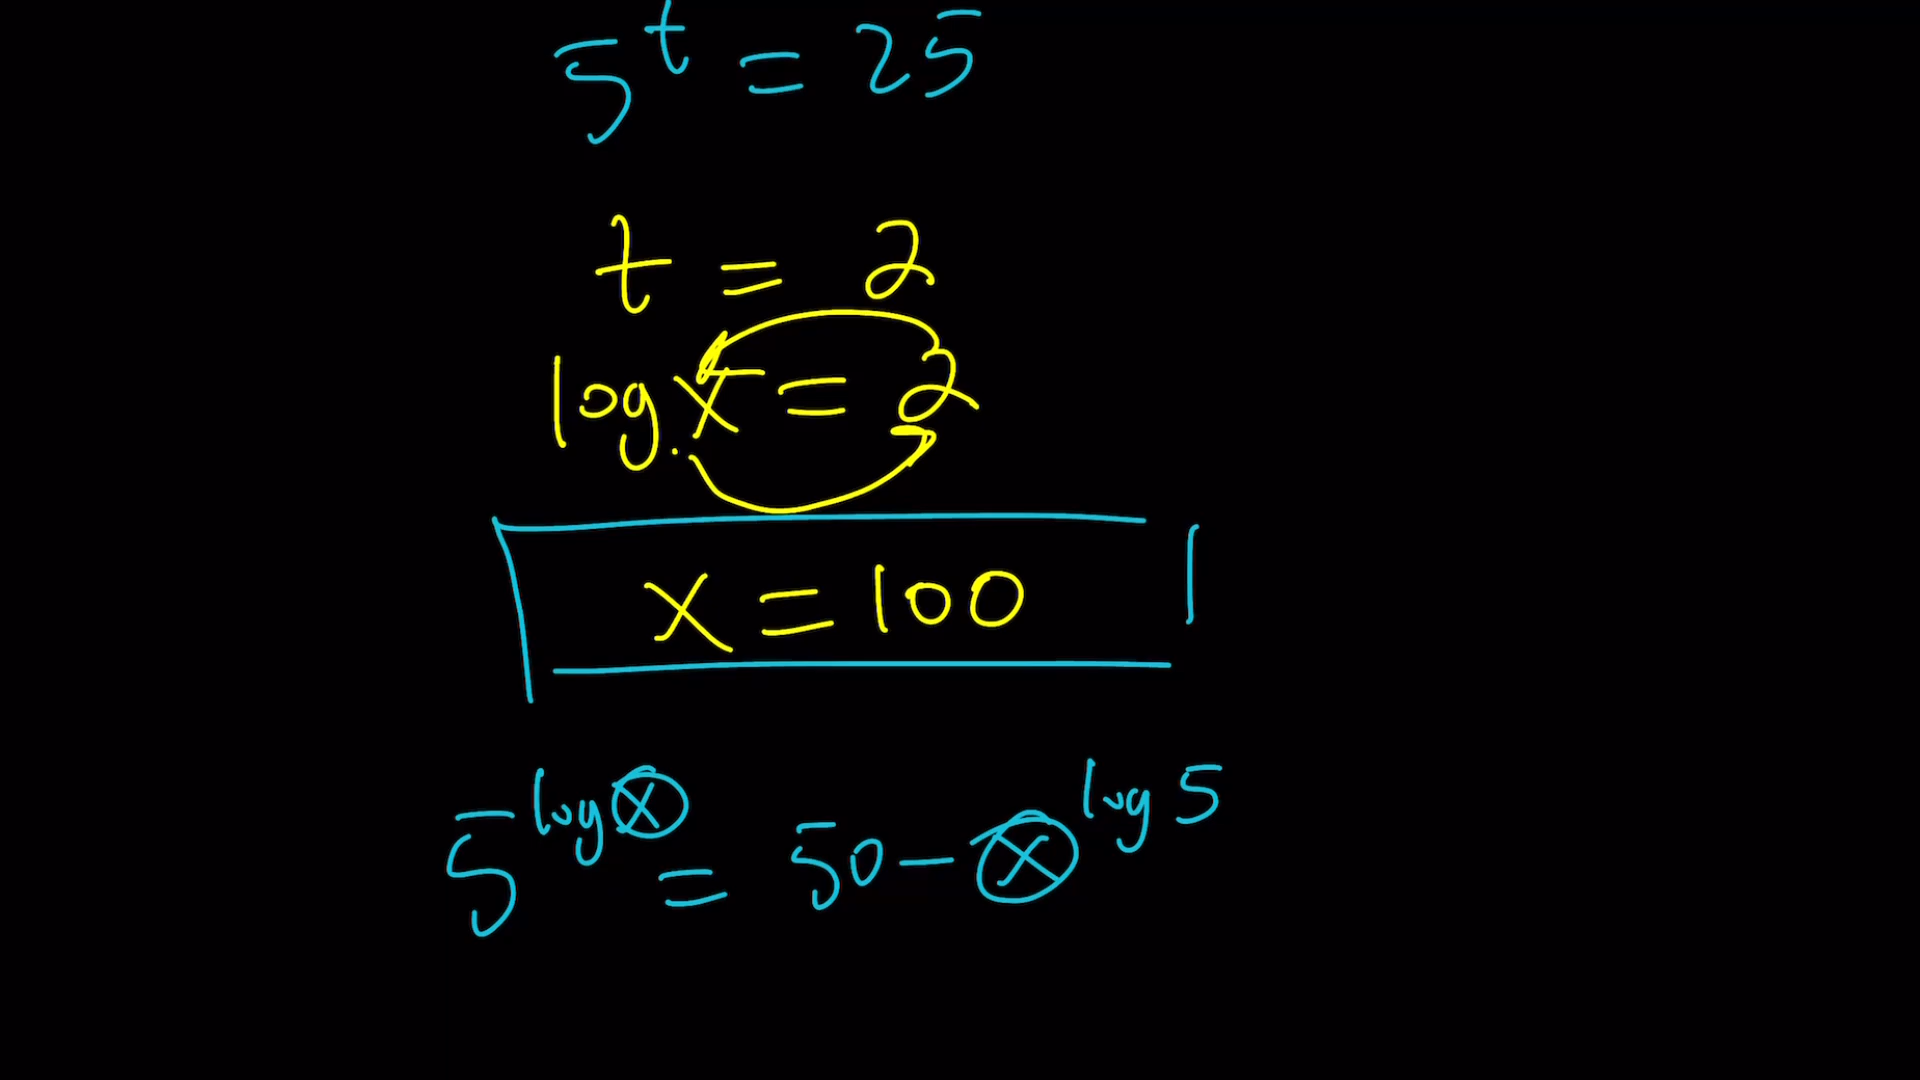 5^t = 25
t = 2
log x = 2
x = 100
5^log x = 50 - x^log 5